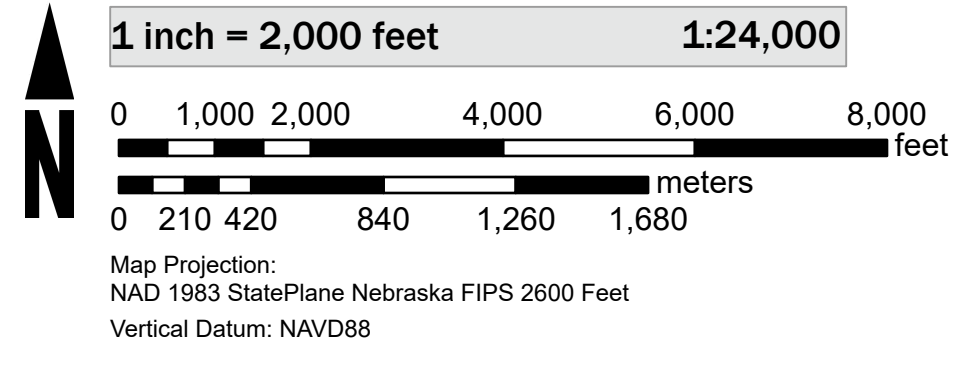 1 inch = 2,000 feet 1:24,000
0 1,000 2,000 4,000 6,000 8,000
feet
meters
0 210 420 840 1,260 1,680
N
Map Projection:
NAD 1983 StatePlane Nebraska FIPS 2600 Feet
Vertical Datum: NAVD88